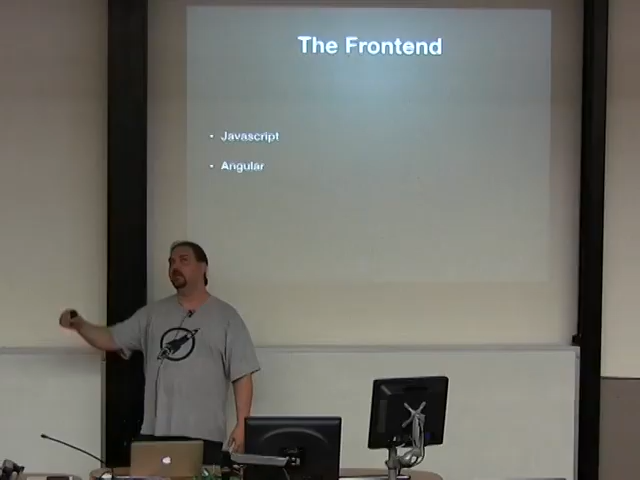 The Frontend
• Javascript
• Angular